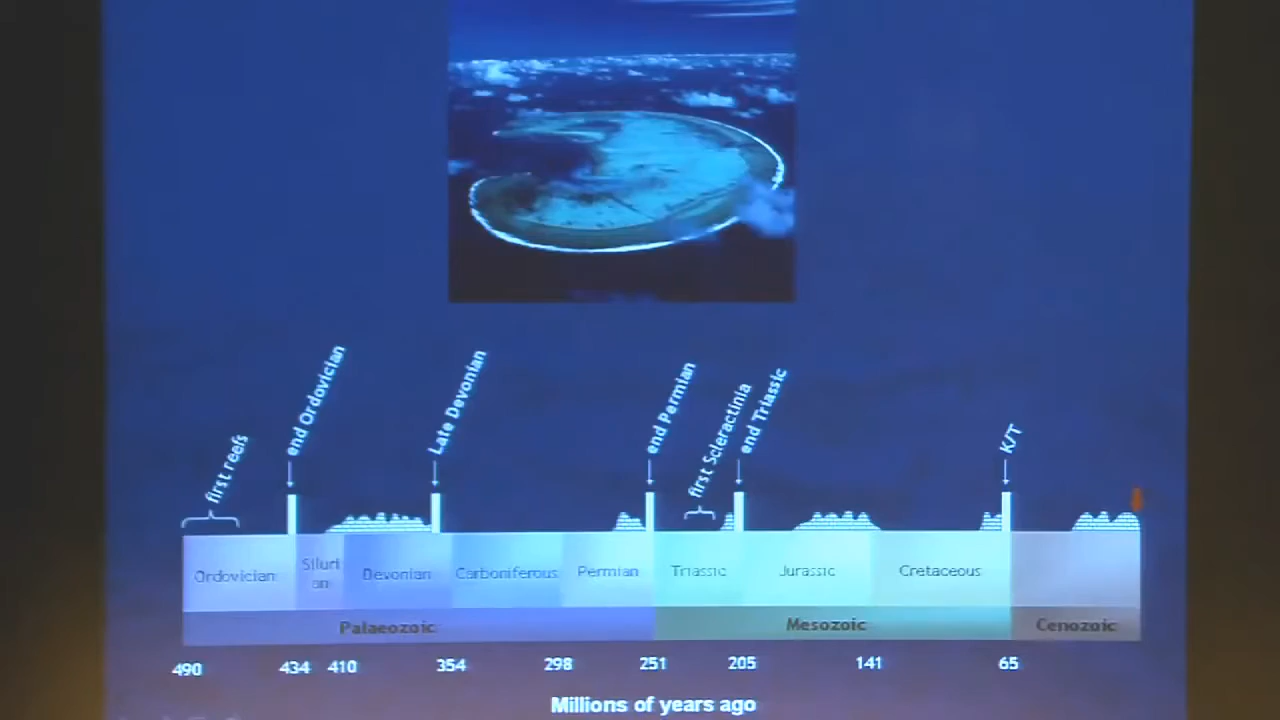 first reefs
end Ordovician
Late Devonian
end Permian
first Scleractinia
end Triassic
K/T
Ordovician
Siluri
an
Devonian
Carboniferous
Permian
Triassic
Jurassic
Cretaceous
Palaeozoic
Mesozoic
Cenozoic
490 434 410 354 298 251 205 141 65
Millions of years ago